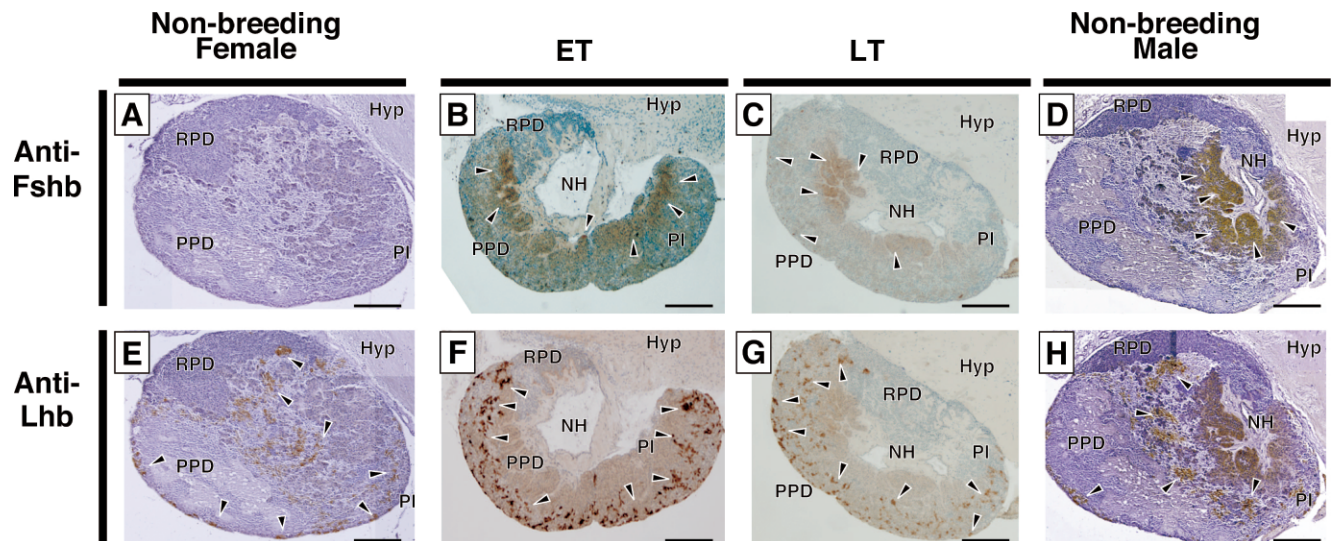 Non-breeding
Female
ET
LT
Non-breeding
Male
Anti-
Fshb
A
RPD
Hyp
PPD
PI
B
RPD
Hyp
NH
PPD
PI
C
RPD
Hyp
NH
PPD
PI
D
RPD
Hyp
NH
PPD
PI
Anti-
Lhb
E
RPD
Hyp
PPD
PI
F
RPD
Hyp
NH
PPD
PI
G
RPD
Hyp
NH
PPD
PI
H
RPD
Hyp
NH
PPD
PI